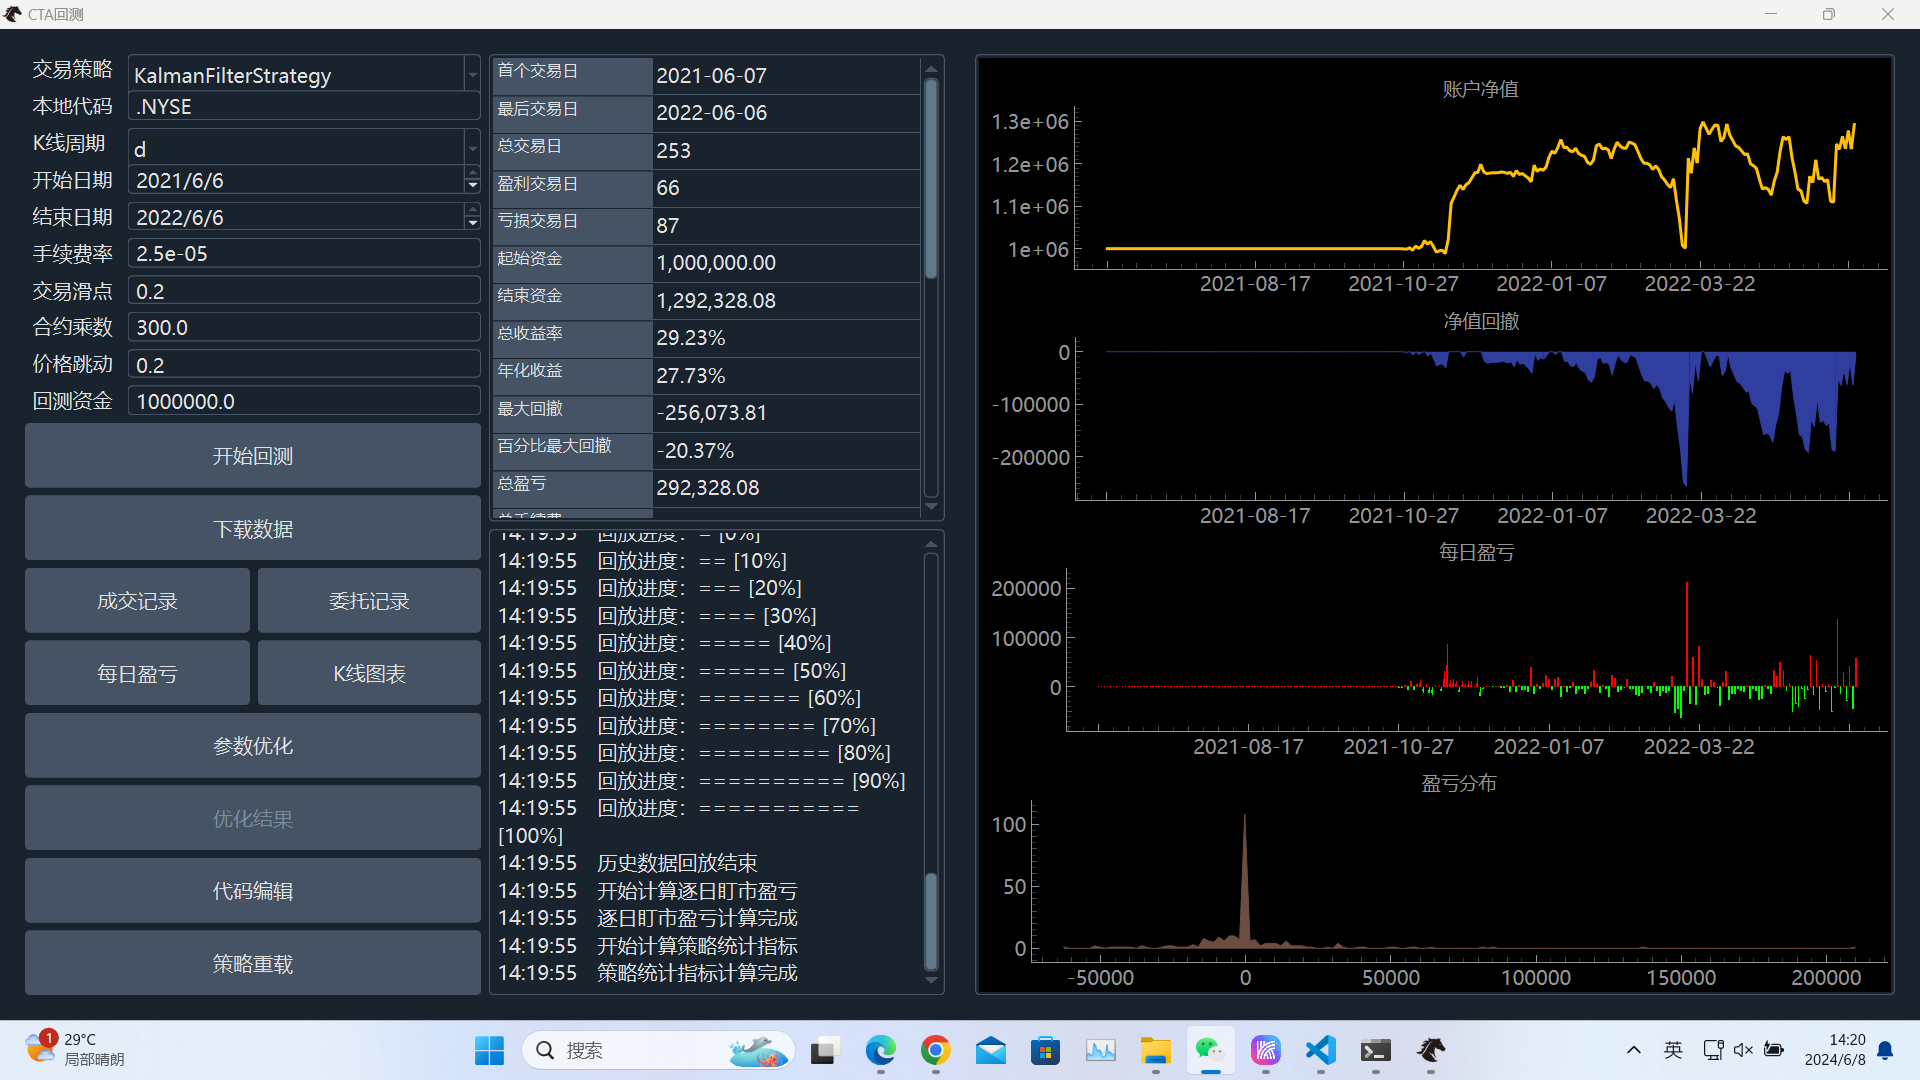 CTA回测
交易策略 KalmanFilterStrategy
本地代码 .NYSE
K线周期 d
开始日期 2021/6/6
结束日期 2022/6/6
手续费率 2.5e-05
交易滑点 0.2
合约乘数 300.0
价格跳动 0.2
回测资金 1000000.0
开始回测
下载数据
成交记录 委托记录
每日盈亏 K线图表
参数优化
优化结果
代码编辑
策略重载
首个交易日 2021-06-07
最后交易日 2022-06-06
总交易日 253
盈利交易日 66
亏损交易日 87
起始资金 1,000,000.00
结束资金 1,292,328.08
总收益率 29.23%
年化收益 27.73%
最大回撤 -256,073.81
百分比最大回撤 -20.37%
总盈亏 292,328.08
14:19:55 回放进度：= [0%]
14:19:55 回放进度：== [10%]
14:19:55 回放进度：=== [20%]
14:19:55 回放进度：==== [30%]
14:19:55 回放进度：===== [40%]
14:19:55 回放进度：====== [50%]
14:19:55 回放进度：======= [60%]
14:19:55 回放进度：======== [70%]
14:19:55 回放进度：========= [80%]
14:19:55 回放进度：========== [90%]
14:19:55 回放进度：===========
[100%]
14:19:55 历史数据回放结束
14:19:55 开始计算逐日盯市盈亏
14:19:55 逐日盯市盈亏计算完成
14:19:55 开始计算策略统计指标
14:19:55 策略统计指标计算完成
账户净值
1.3e+06
1.2e+06
1.1e+06
1e+06
2021-08-17 2021-10-27 2022-01-07 2022-03-22
净值回撤
0
-100000
-200000
2021-08-17 2021-10-27 2022-01-07 2022-03-22
每日盈亏
200000
100000
0
2021-08-17 2021-10-27 2022-01-07 2022-03-22
盈亏分布
100
50
0
-50000 0 50000 100000 150000 200000
1
29°C
局部晴朗
搜索
英
14:20
2024/6/8